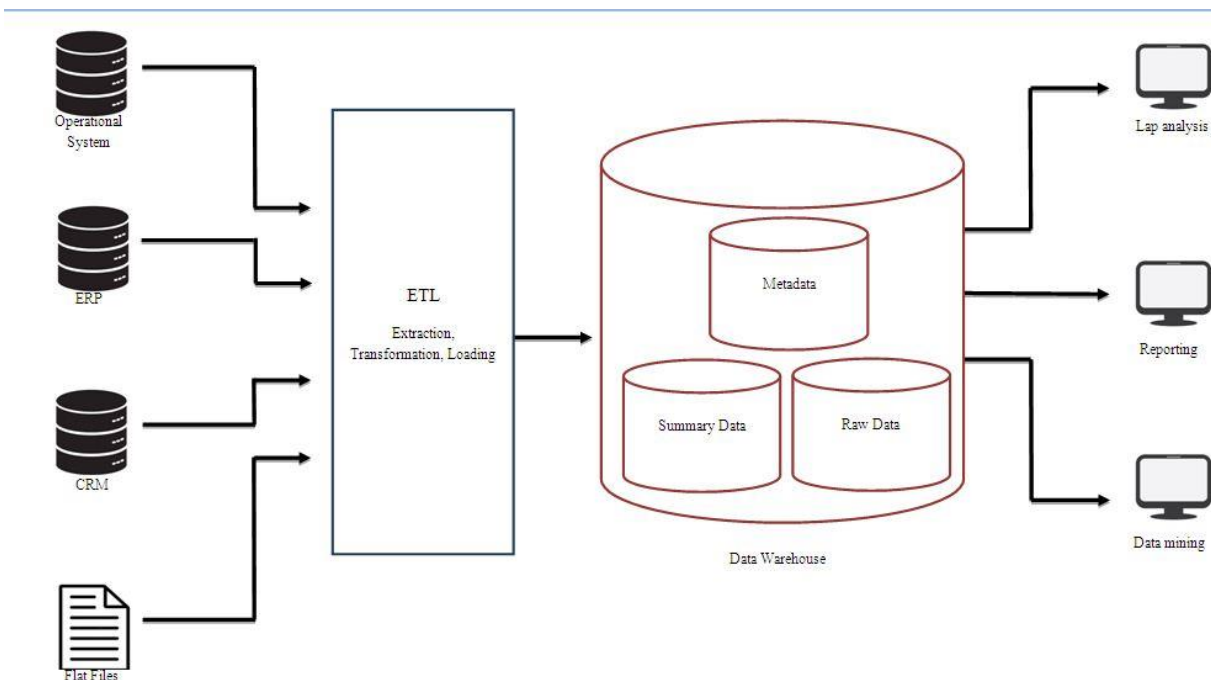 Operational
System
ERP
CRM
Flat Files
ETL
Extraction,
Transformation, Loading
Metadata
Summary Data
Raw Data
Data Warehouse
Lap analysis
Reporting
Data mining